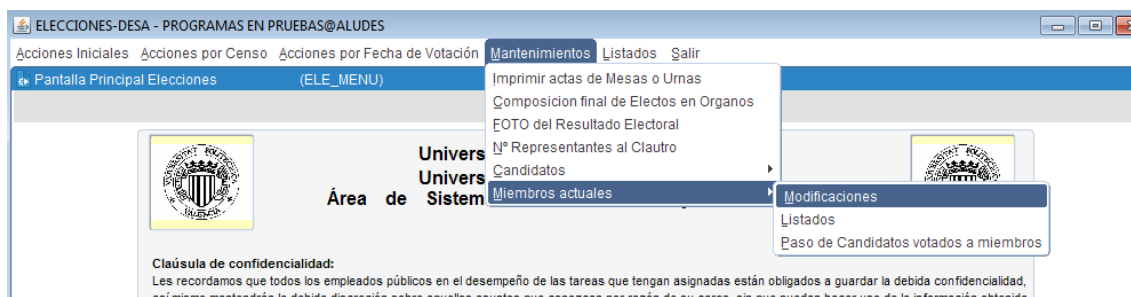 ELECCIONES-DESA - PROGRAMAS EN PRUEBAS@ALUDES
Acciones Iniciales Acciones por Censo Acciones por Fecha de Votación Mantenimientos Listados Salir
Pantalla Principal Elecciones (ELE_MENU)
Imprimir actas de Mesas o Urnas
Composicion final de Electos en Organos
FOTO del Resultado Electoral
Nº Representantes al Clautro
Candidatos
Miembros actuales
Modificaciones
Listados
Paso de Candidatos votados a miembros
Univers
Univers
Área de Sistem
Claúsula de confidencialidad:
Les recordamos que todos los empleados públicos en el desempeño de las tareas que tengan asignadas están obligados a guardar la debida confidencialidad,